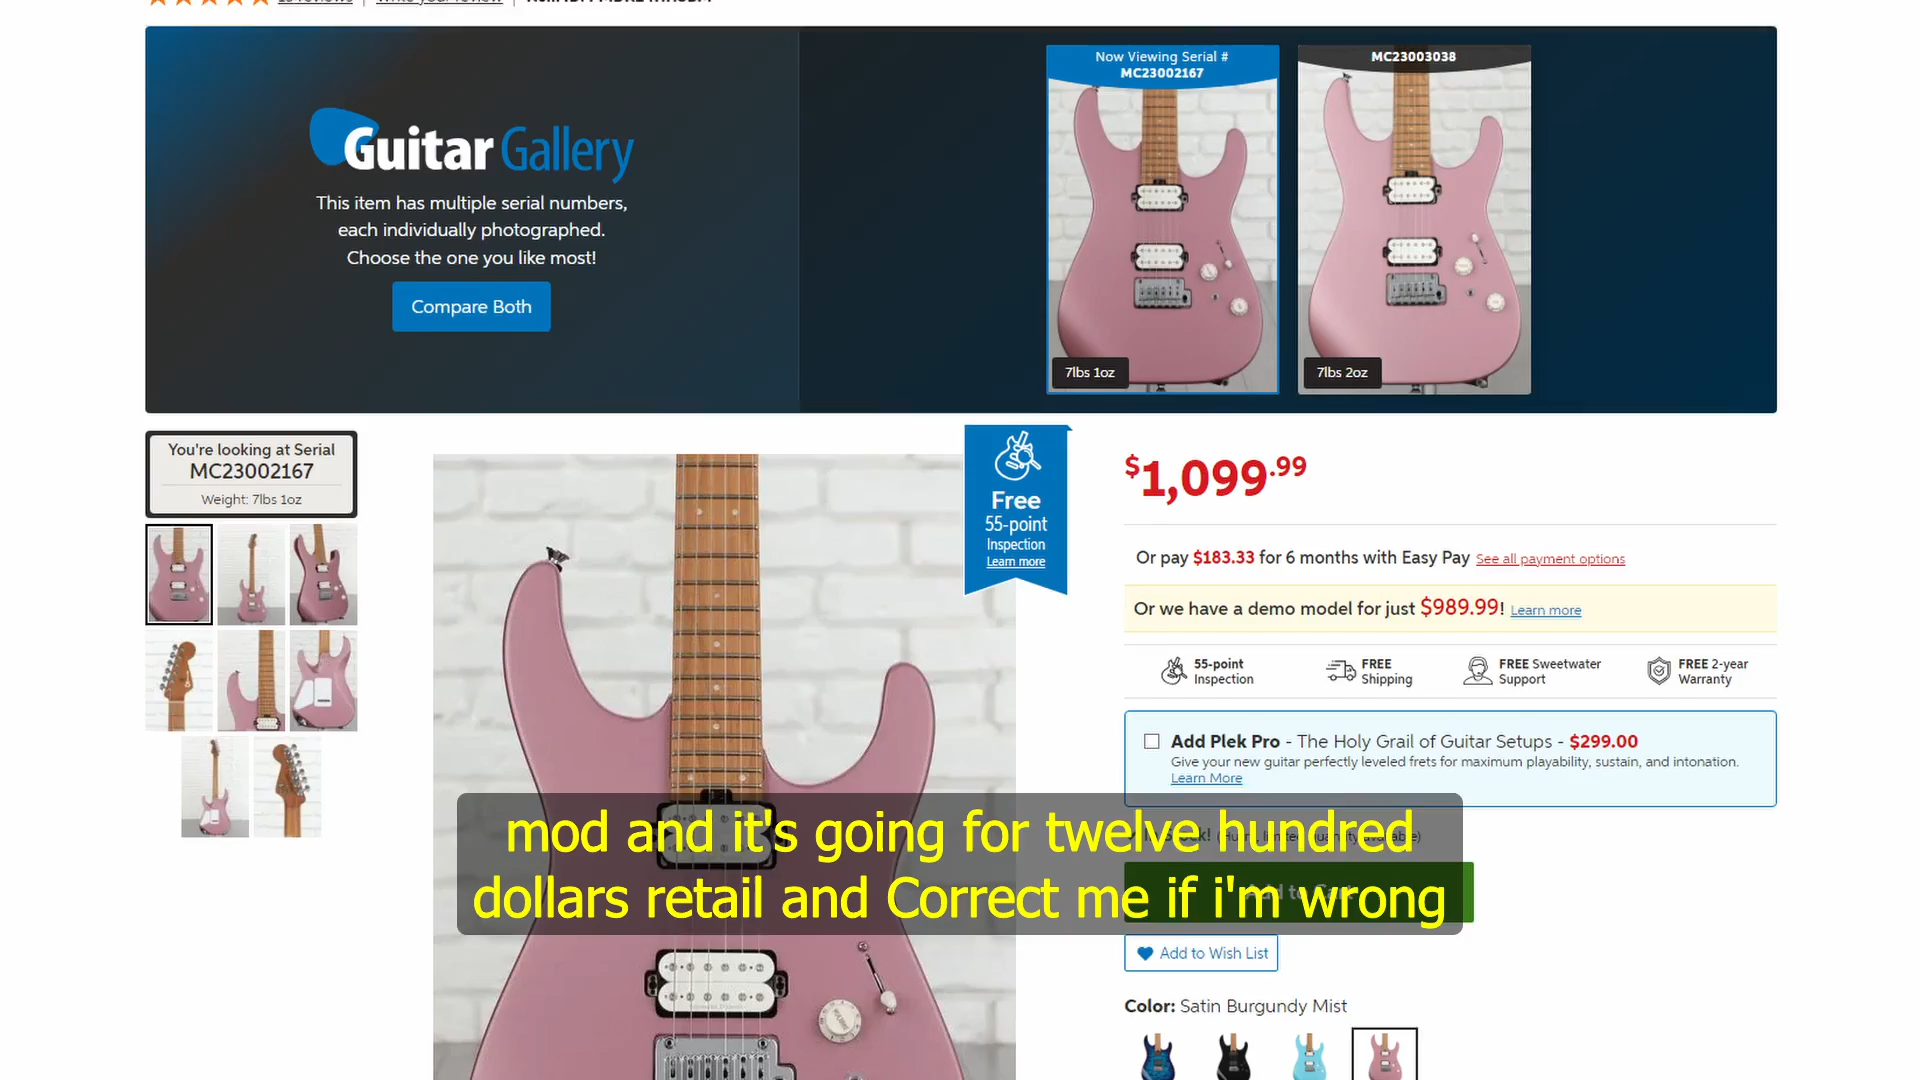 Now Viewing Serial #
MC23002167
MC23003038
Guitar Gallery
This item has multiple serial numbers,
each individually photographed.
Choose the one you like most!
Compare Both
7lbs 1oz
7lbs 2oz
You're looking at Serial
MC23002167
Weight: 7lbs 1oz
Free
55-point
Inspection
Learn more
$1,099.99
Or pay $183.33 for 6 months with Easy Pay See all payment options
Or we have a demo model for just $989.99! Learn more
55-point
Inspection
FREE
Shipping
FREE Sweetwater
Support
FREE 2-year
Warranty
Add Plek Pro - The Holy Grail of Guitar Setups - $299.00
Give your new guitar perfectly leveled frets for maximum playability, sustain, and intonation.
Learn More
mod and it's going for twelve hundred
dollars retail and Correct me if i'm wrong
Add to Cart
Add to Wish List
Color: Satin Burgundy Mist